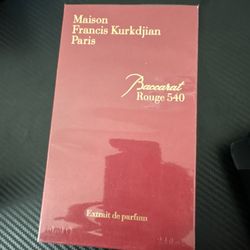 Maison
Francis Kurkdjian
Paris
Baccarat
Rouge 540
Extrait de parfum